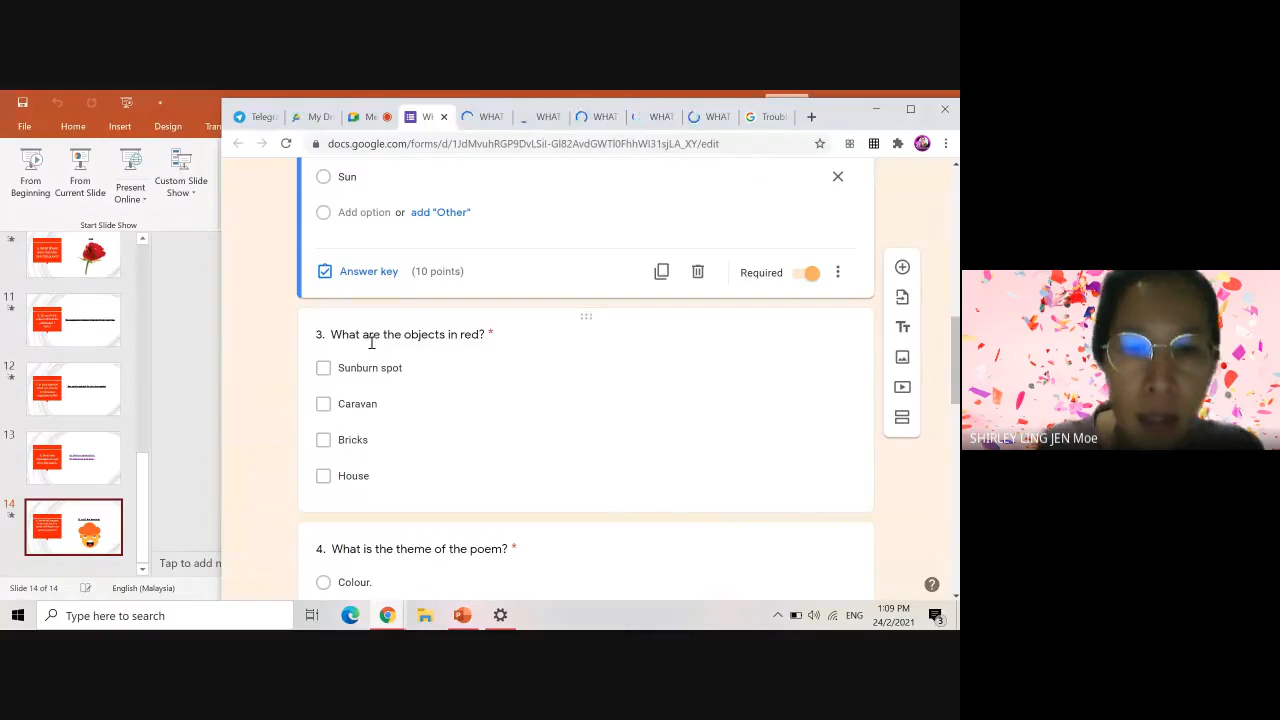 Telegr
My Dr
Me
Wi
WHAT
WHAT
WHAT
WHAT
WHAT
Troubl
docs.google.com/forms/d/1JdMvuhRGP9DvLSiI-Gl82AvdGWTl0FhhWI31sjLA_XY/edit
File
Home
Insert
Design
Tran
From Beginning
From Current Slide
Present Online
Custom Slide Show
Start Slide Show
11
12
13
14
Tap to add n
Slide 14 of 14
English (Malaysia)
Sun
Add option or add "Other"
Answer key (10 points)
Required
3. What are the objects in red? *
Sunburn spot
Caravan
Bricks
House
4. What is the theme of the poem? *
Colour.
SHIRLEY LING JEN Moe
Type here to search
ENG
1:09 PM
24/2/2021
3